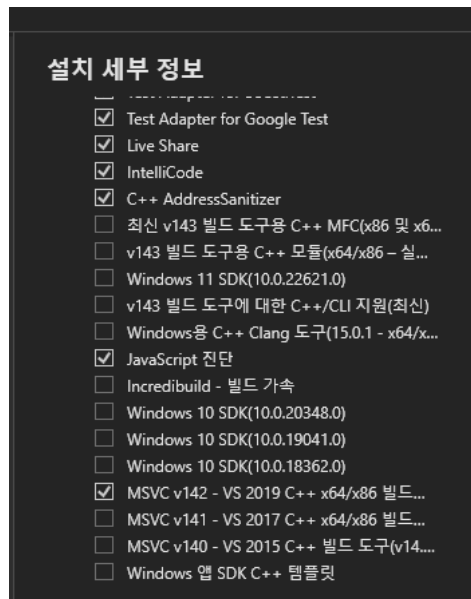 설치 세부 정보
Test Adapter for Google Test
Live Share
IntelliCode
C++ AddressSanitizer
최신 v143 빌드 도구용 C++ MFC(x86 및 x6...
v143 빌드 도구용 C++ 모듈(x64/x86 – 실...
Windows 11 SDK(10.0.22621.0)
v143 빌드 도구에 대한 C++/CLI 지원(최신)
Windows용 C++ Clang 도구(15.0.1 - x64/x...
JavaScript 진단
Incredibuild - 빌드 가속
Windows 10 SDK(10.0.20348.0)
Windows 10 SDK(10.0.19041.0)
Windows 10 SDK(10.0.18362.0)
MSVC v142 - VS 2019 C++ x64/x86 빌드...
MSVC v141 - VS 2017 C++ x64/x86 빌드...
MSVC v140 - VS 2015 C++ 빌드 도구(v14....
Windows 앱 SDK C++ 템플릿